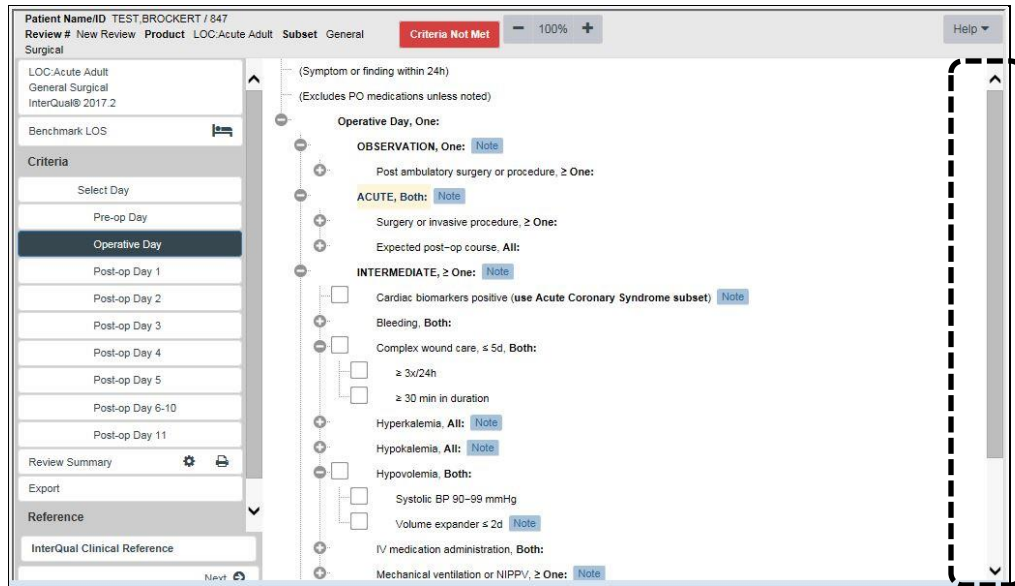 Patient Name/ID TEST,BROCKERT / 847
Review # New Review Product LOC:Acute Adult Subset General
Surgical
Criteria Not Met
100%
Help
LOC:Acute Adult
General Surgical
InterQual® 2017.2
Benchmark LOS
Criteria
Select Day
Pre-op Day
Operative Day
Post-op Day 1
Post-op Day 2
Post-op Day 3
Post-op Day 4
Post-op Day 5
Post-op Day 6-10
Post-op Day 11
Review Summary
Export
Reference
InterQual Clinical Reference
Next
(Symptom or finding within 24h)
(Excludes PO medications unless noted)
Operative Day, One:
OBSERVATION, One: Note
Post ambulatory surgery or procedure, ≥ One:
ACUTE, Both: Note
Surgery or invasive procedure, ≥ One:
Expected post-op course, All:
INTERMEDIATE, ≥ One: Note
Cardiac biomarkers positive (use Acute Coronary Syndrome subset) Note
Bleeding, Both:
Complex wound care, ≤ 5d, Both:
≥ 3x/24h
≥ 30 min in duration
Hyperkalemia, All: Note
Hypokalemia, All: Note
Hypovolemia, Both:
Systolic BP 90-99 mmHg
Volume expander ≤ 2d Note
IV medication administration, Both:
Mechanical ventilation or NIPPV, ≥ One: Note